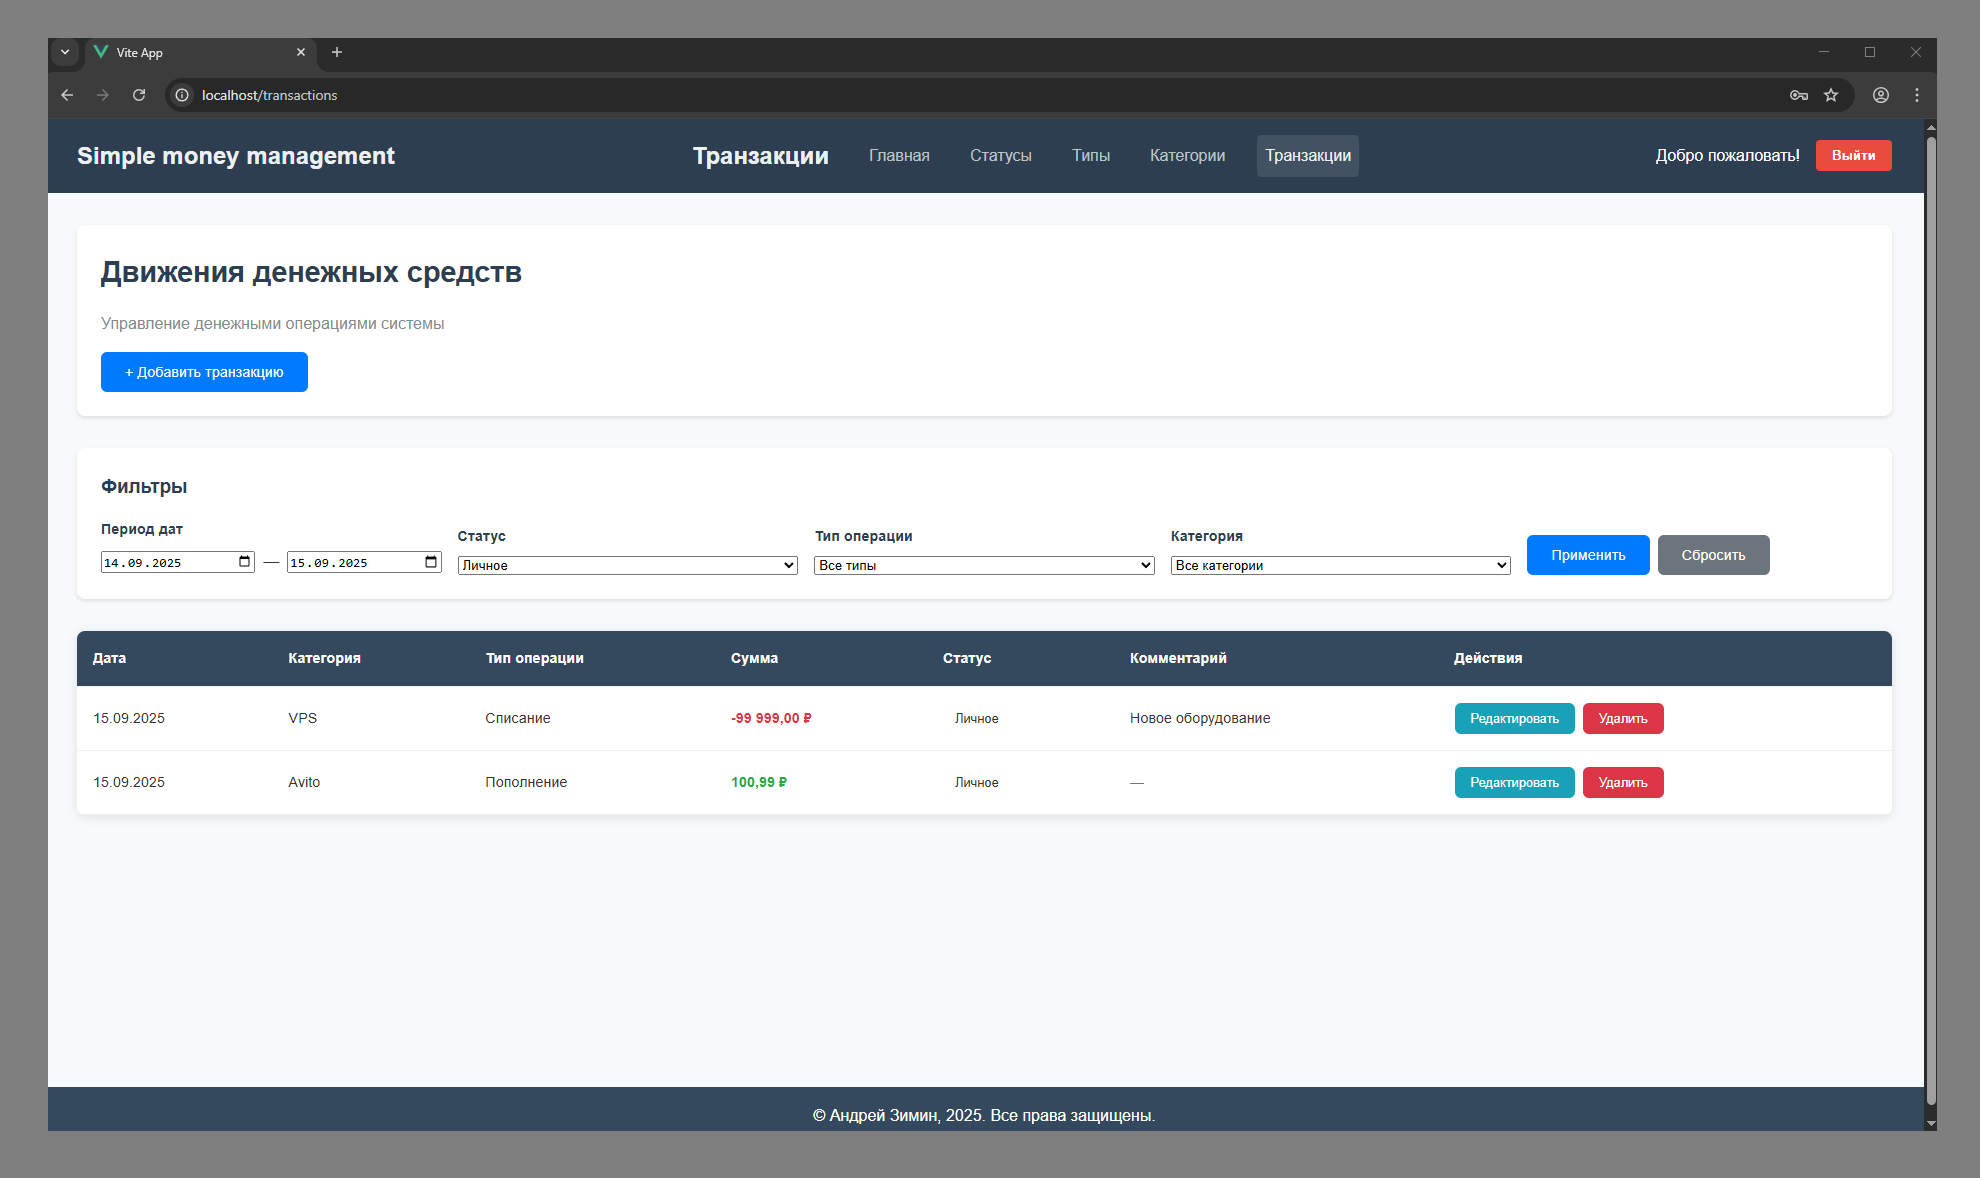 Vite App
localhost/transactions
Simple money management Транзакции Главная Статусы Типы Категории Транзакции Добро пожаловать! Выйти
Движения денежных средств
Управление денежными операциями системы
+ Добавить транзакцию
Фильтры
Период дат Статус Тип операции Категория
14.09.2025 — 15.09.2025 Личное Все типы Все категории Применить Сбросить
Дата Категория Тип операции Сумма Статус Комментарий Действия
15.09.2025 VPS Списание -99 999,00 ₽ Личное Новое оборудование Редактировать Удалить
15.09.2025 Avito Пополнение 100,99 ₽ Личное — Редактировать Удалить
© Андрей Зимин, 2025. Все права защищены.